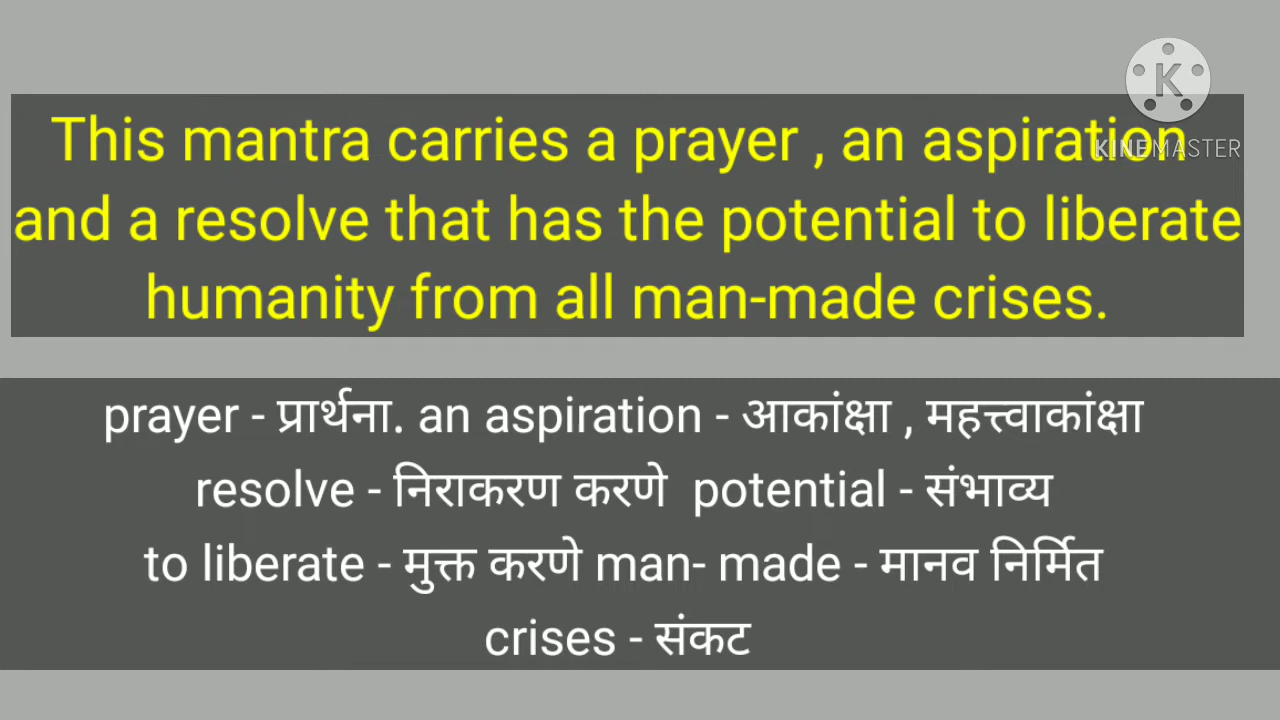 This mantra carries a prayer , an aspiration
and a resolve that has the potential to liberate
humanity from all man-made crises.
K
KINEMASTER
prayer - प्रार्थना. an aspiration - आकांक्षा , महत्त्वाकांक्षा
resolve - निराकरण करणे potential - संभाव्य
to liberate - मुक्त करणे man- made - मानव निर्मित
crises - संकट